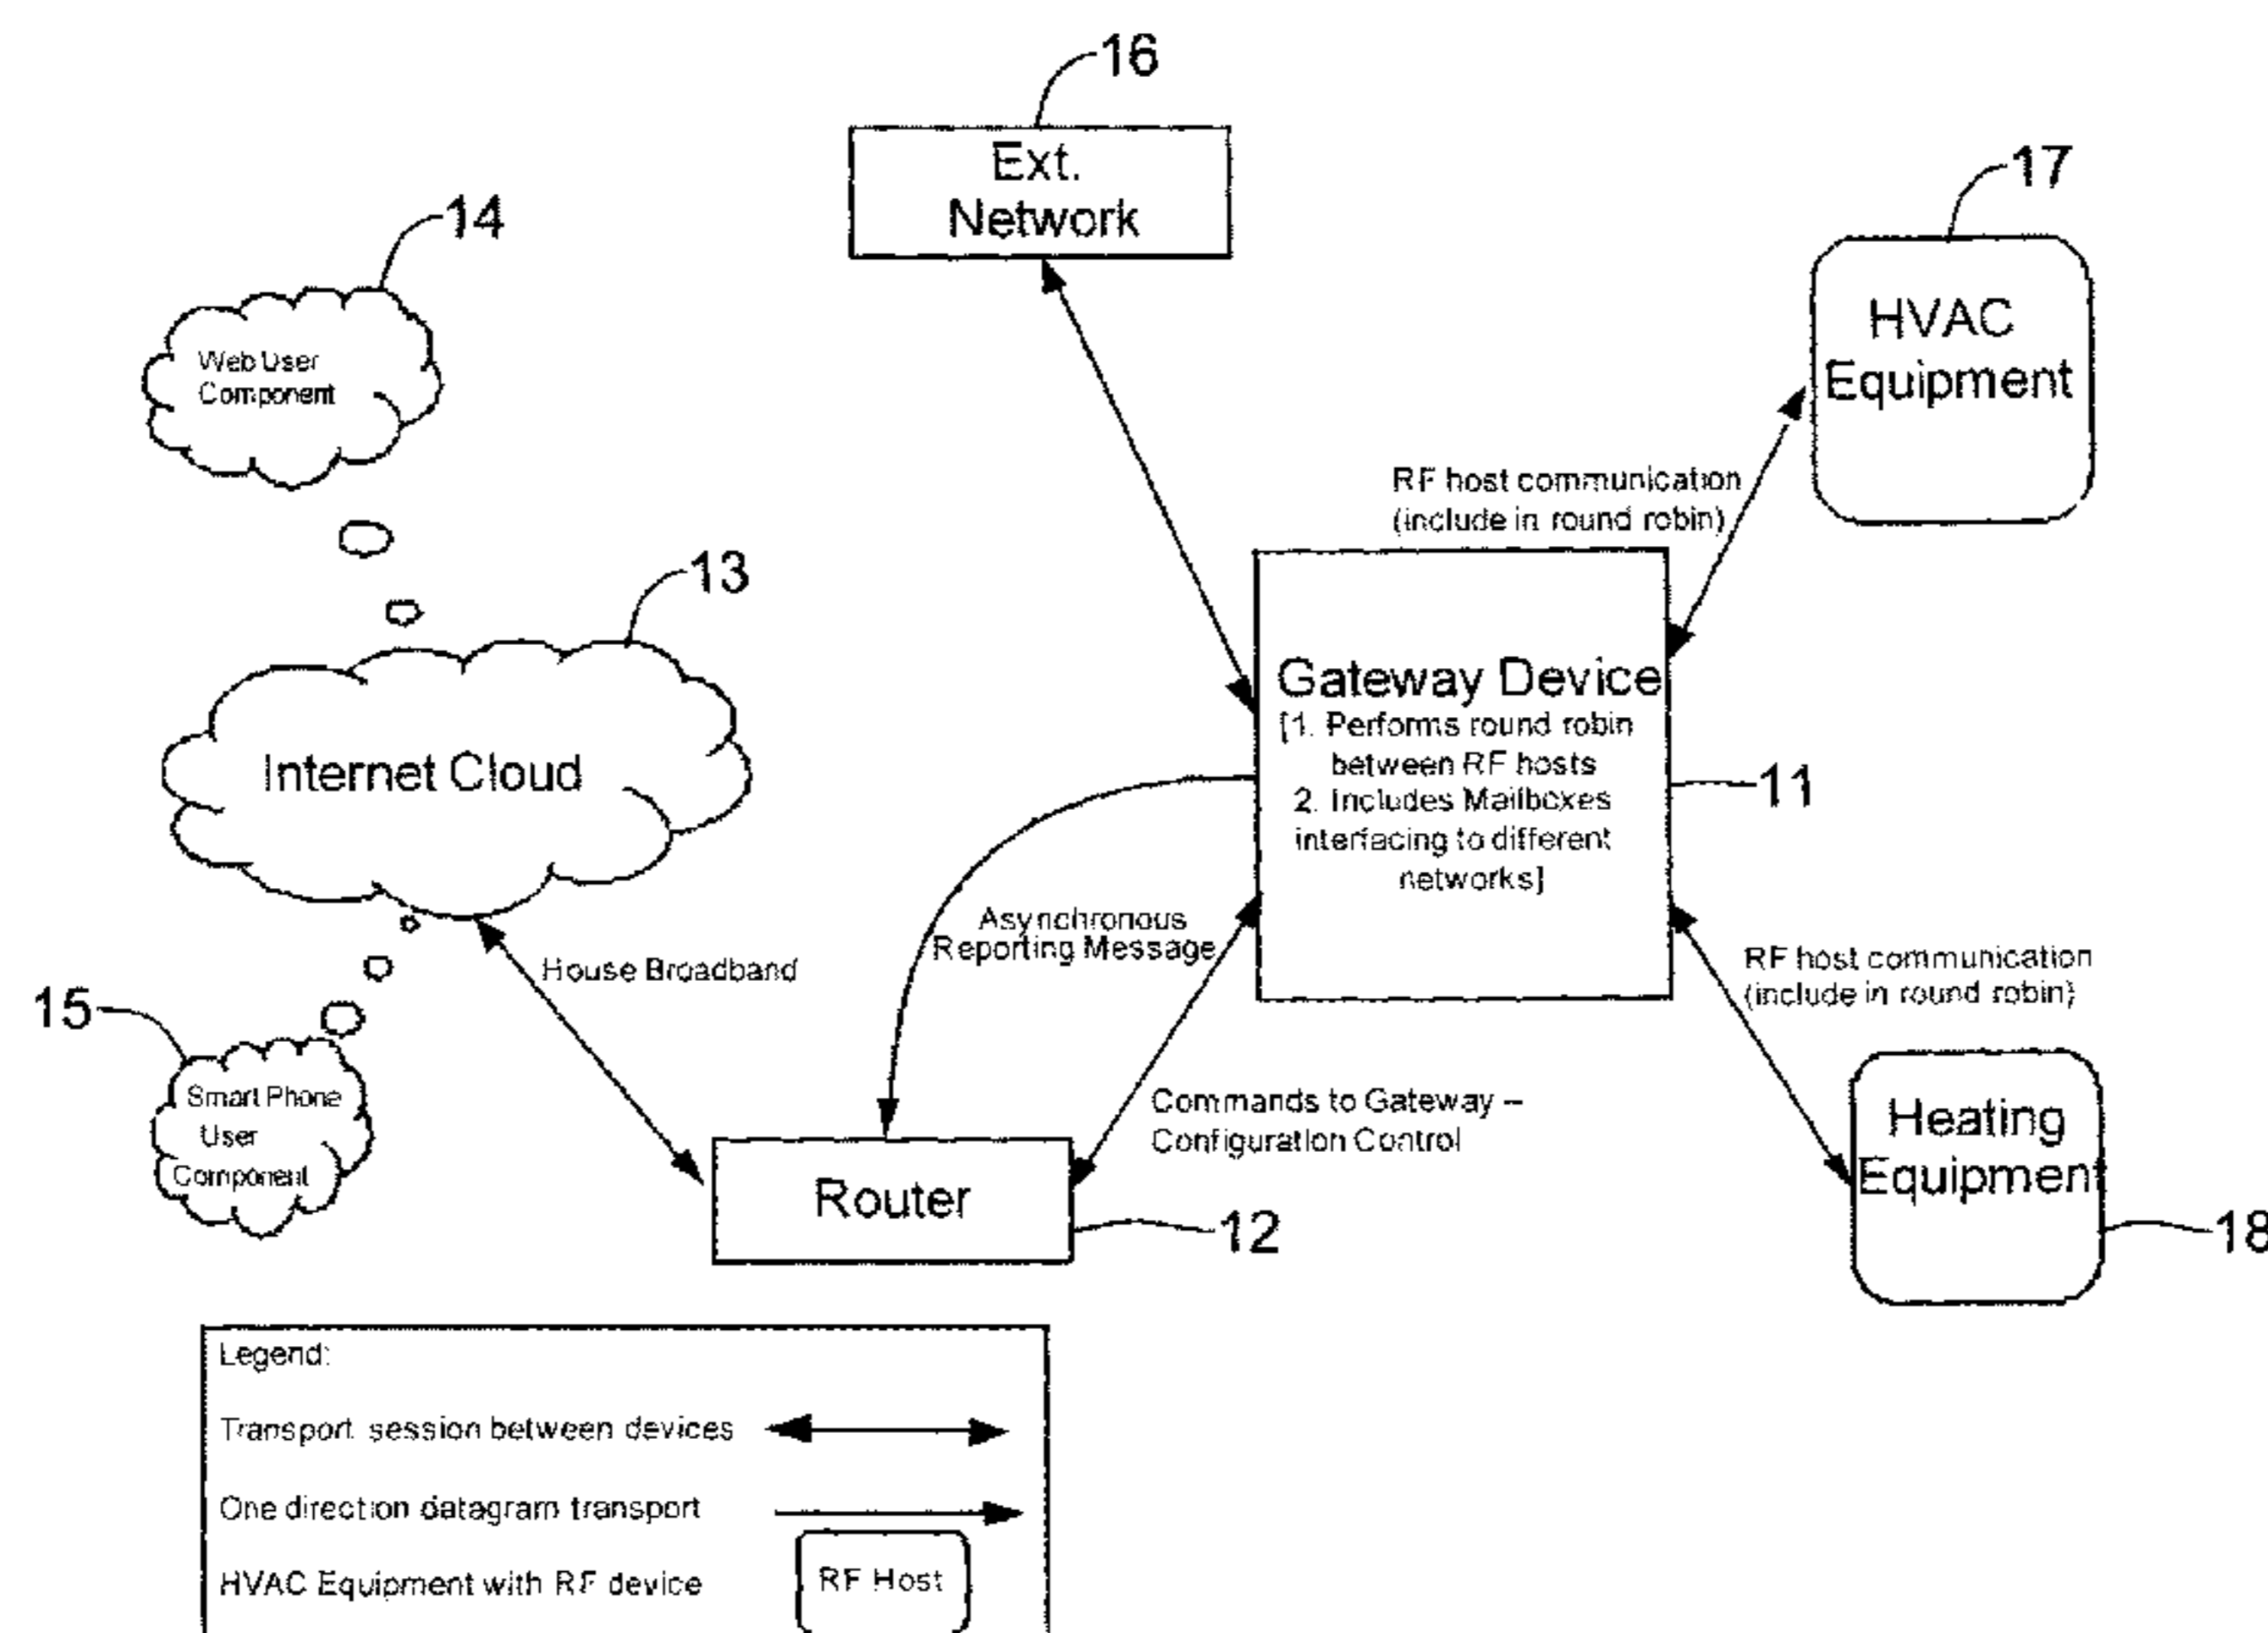 16
Ext.
Network
17
HVAC
Equipment
14
Web User
Component
RF host communication
(include in round robin)
13
Internet Cloud
Gateway Device
[1. Performs round robin
between RF hosts
2. Includes Mailboxes
interfacing to different
networks]
11
Asynchronous
Reporting Message
House Broadband
RF host communication
(include in round robin)
15
Smart Phone
User
Component
Commands to Gateway –
Configuration Control
Router
12
Heating
Equipment
18
Legend:
Transport session between devices
One direction datagram transport
HVAC Equipment with RF device
RF Host